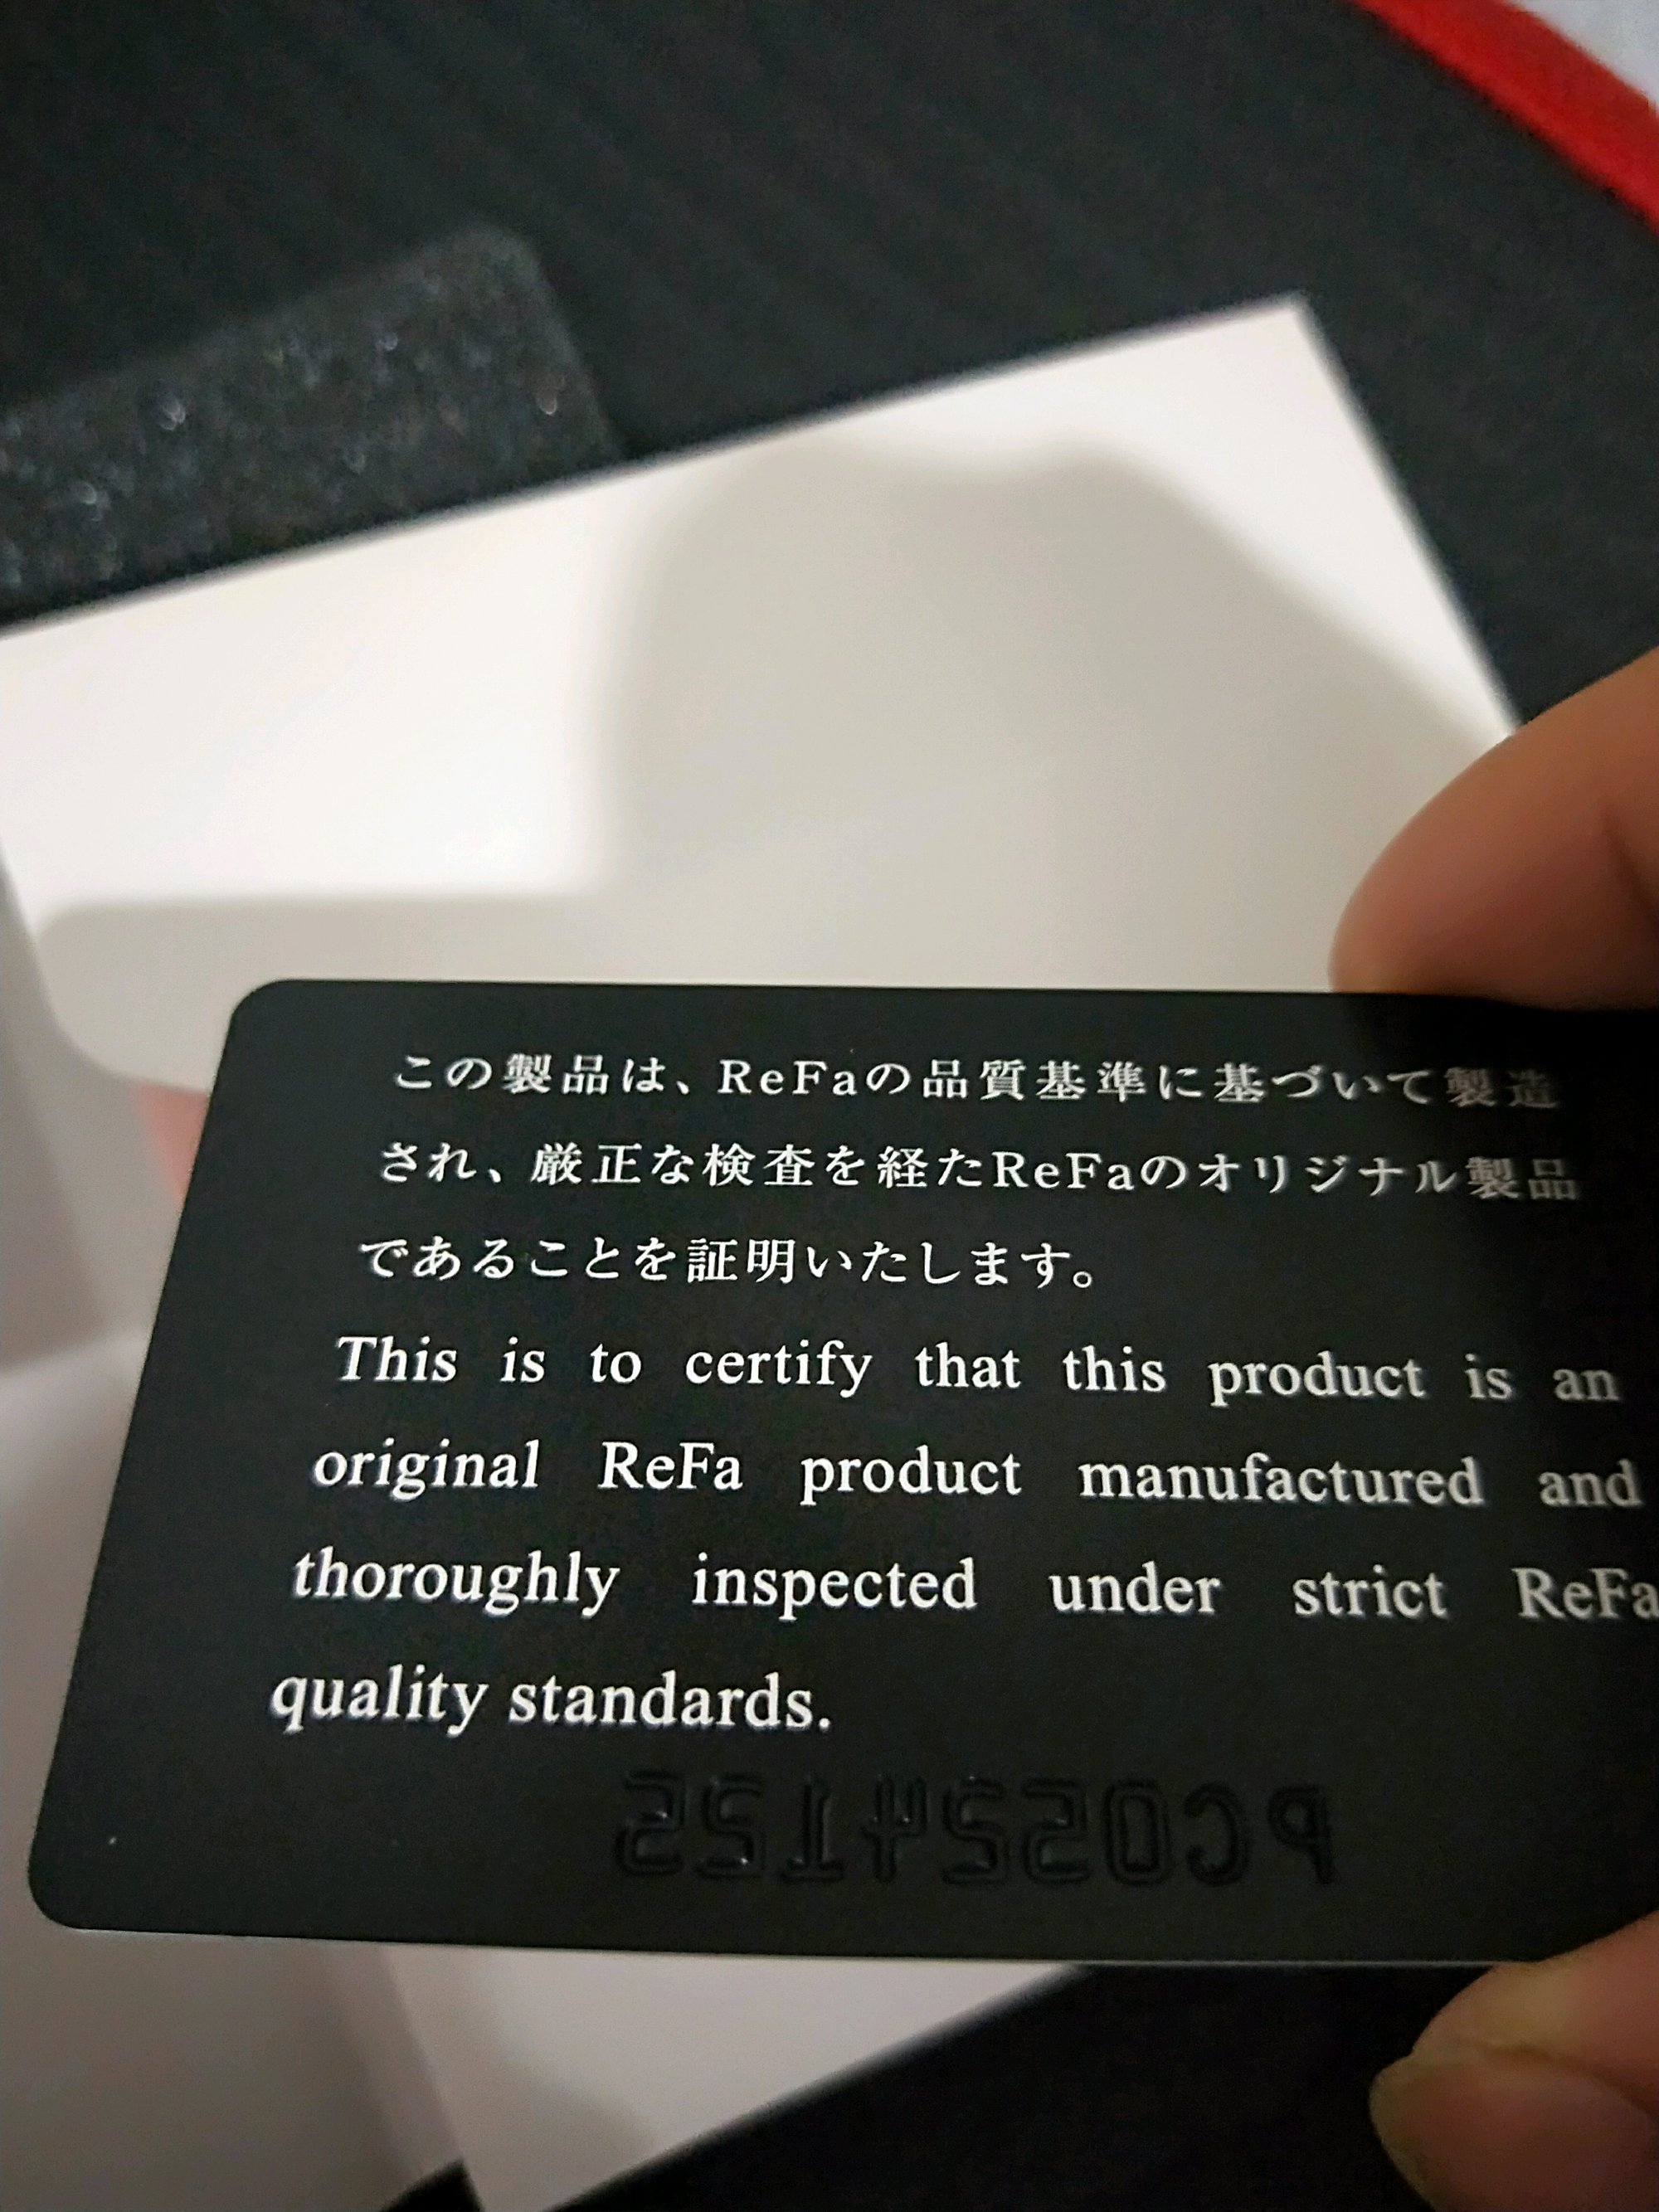 この製品は、ReFaの品質基準に基づいて製造
され、厳正な検査を経たReFaのオリジナル製品
であることを証明いたします。
This is to certify that this product is an
original ReFa product manufactured and
thoroughly inspected under strict ReFa
quality standards.
PC0524125